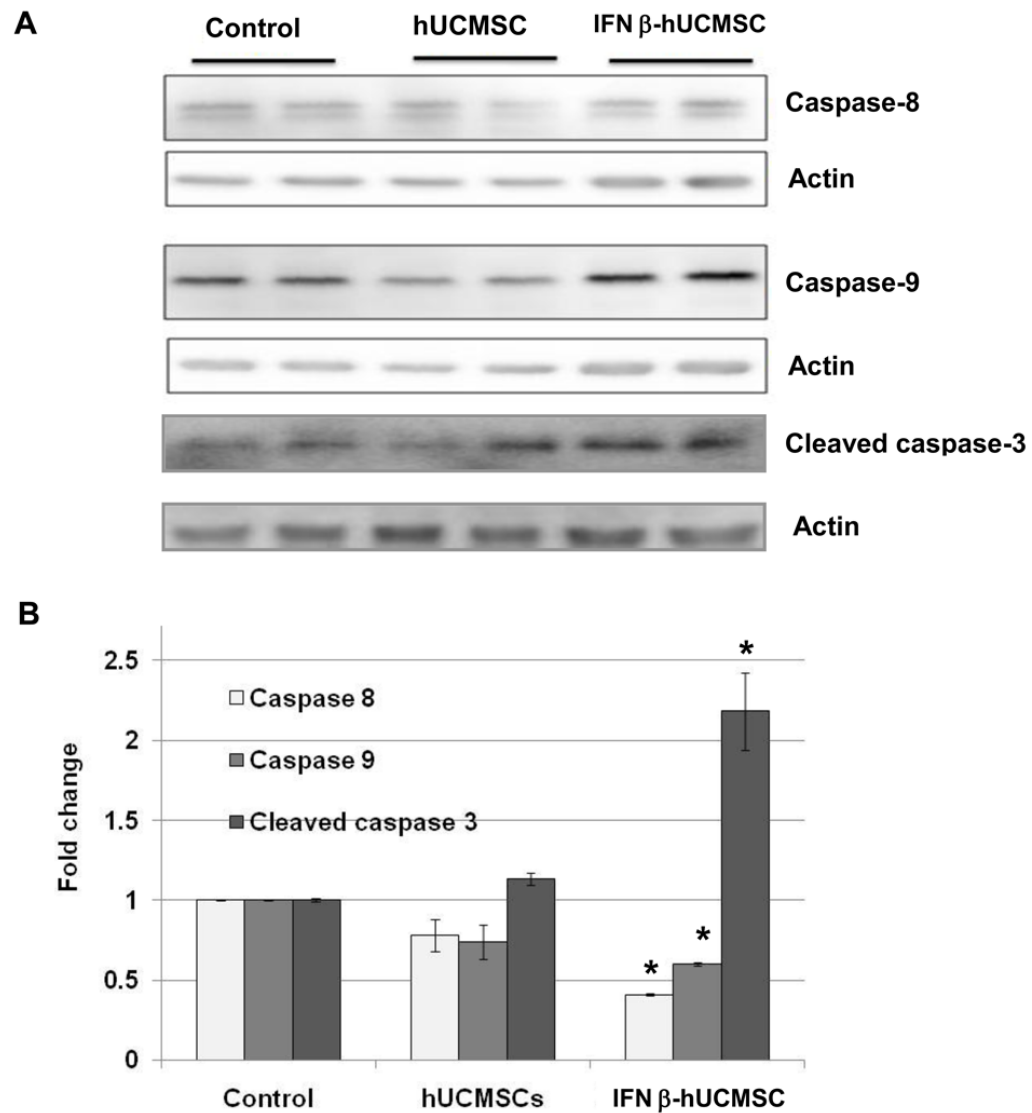 A
Control hUCMSC IFN β-hUCMSC
Caspase-8
Actin
Caspase-9
Actin
Cleaved caspase-3
Actin
B
Fold change
2.5
2
1.5
1
0.5
0
Caspase 8
Caspase 9
Cleaved caspase 3
*
*
*
Control hUCMSCs IFN β-hUCMSC